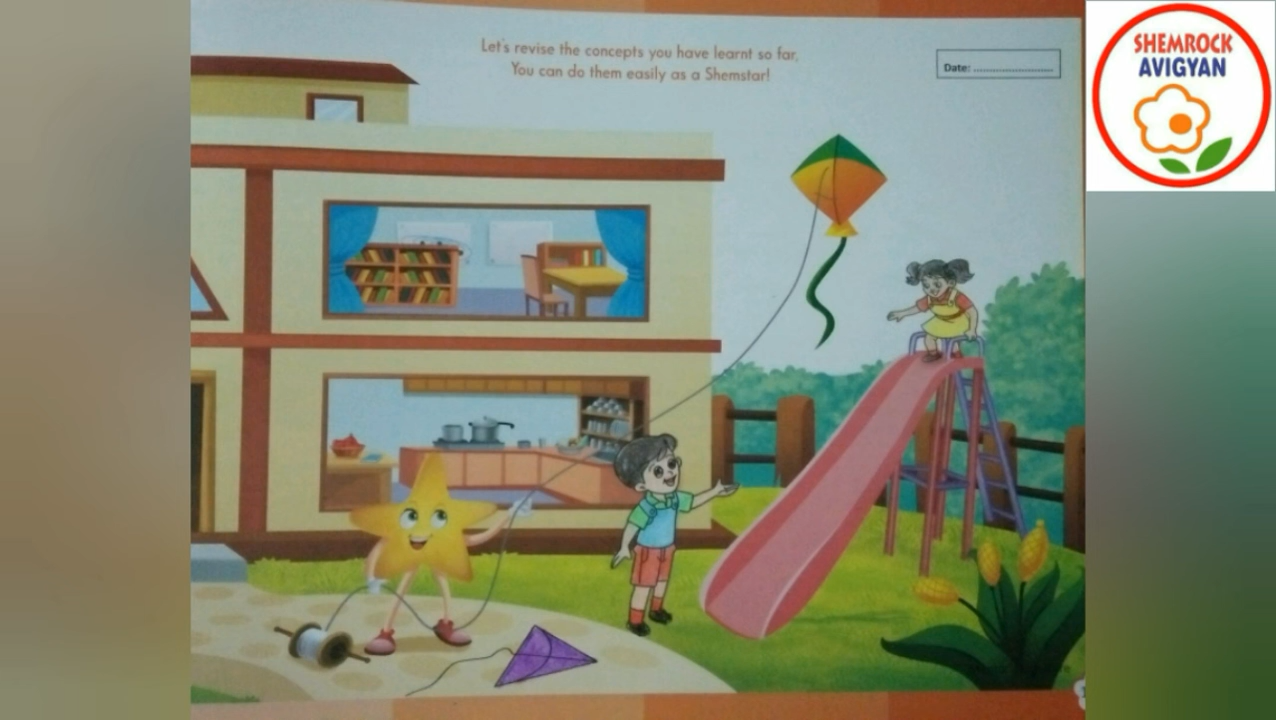 Let's revise the concepts you have learnt so far,
You can do them easily as a Shemstar!
Date: ............................
SHEMROCK
AVIGYAN